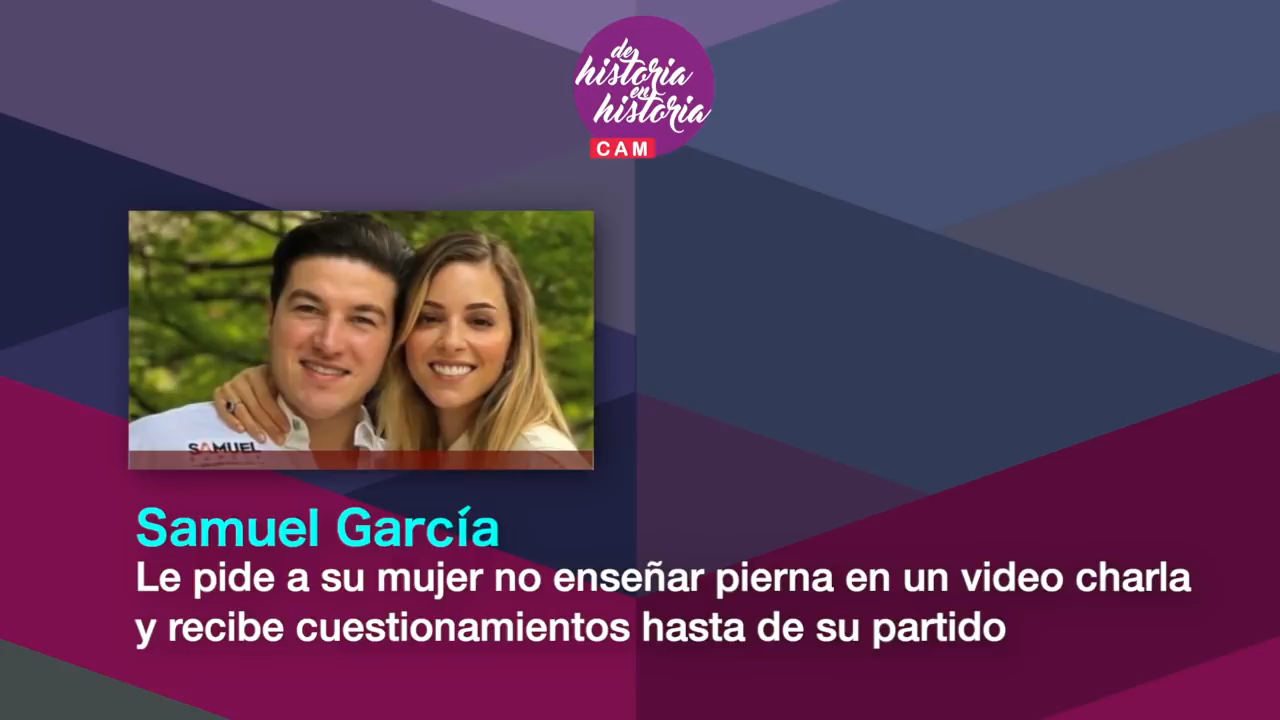 de
historia
en
historia
CAM
SAMUEL
Samuel García
Le pide a su mujer no enseñar pierna en un video charla
y recibe cuestionamientos hasta de su partido